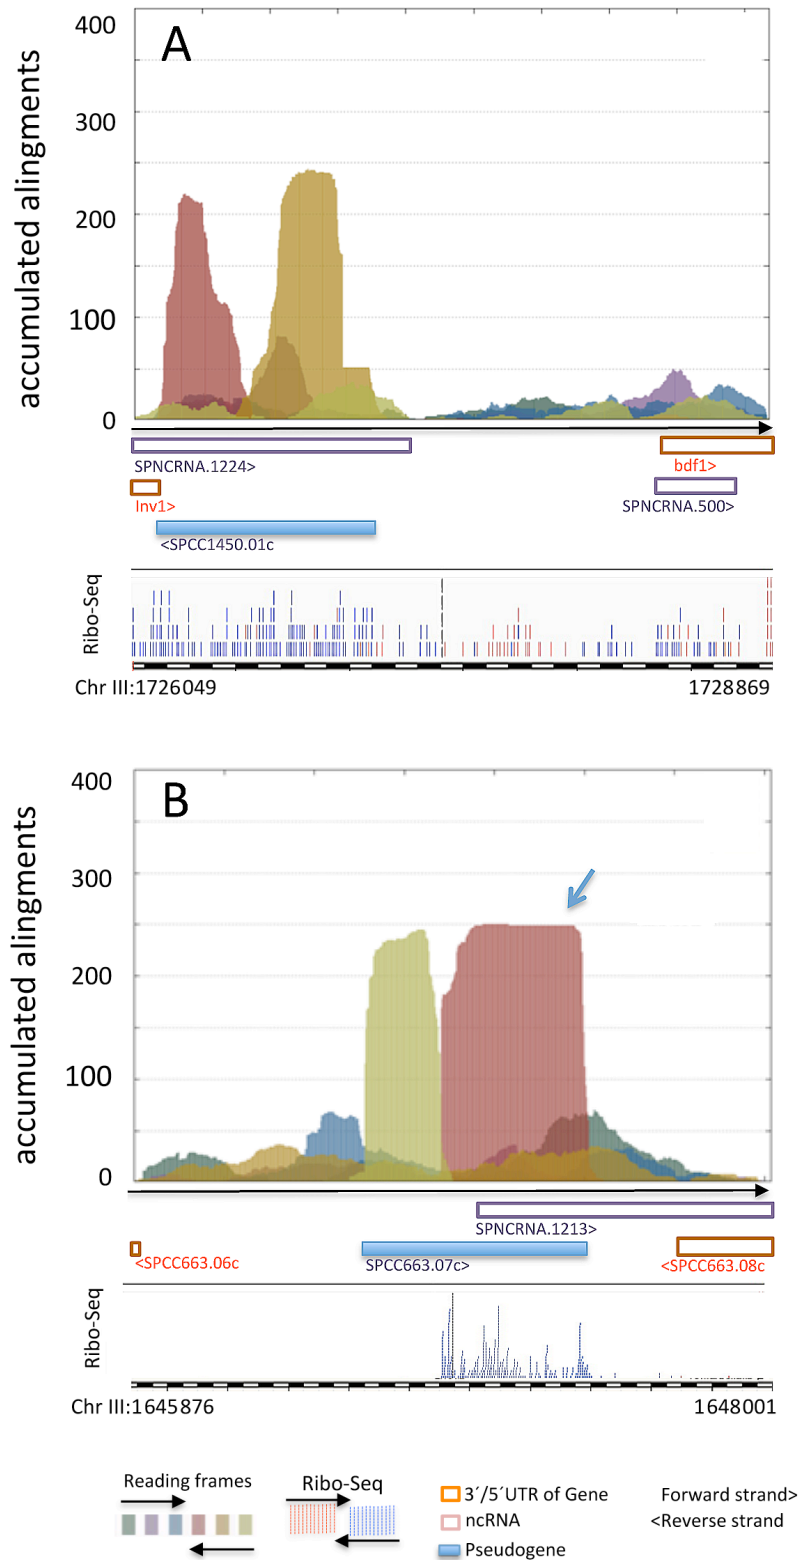 A
accumulated alingments
400
300
200
100
0
SPNCRNA.1224>
bdf1>
Inv1>
SPNCRNA.500>
<SPCC1450.01c
Ribo-Seq
Chr III:1726049
1728869
B
accumulated alingments
400
300
200
100
0
SPNCRNA.1213>
<SPCC663.06c
SPCC663.07c>
<SPCC663.08c
Ribo-Seq
Chr III:1645876
1648001
Reading frames
Ribo-Seq
3´/5´UTR of Gene
ncRNA
Pseudogene
Forward strand>
<Reverse strand